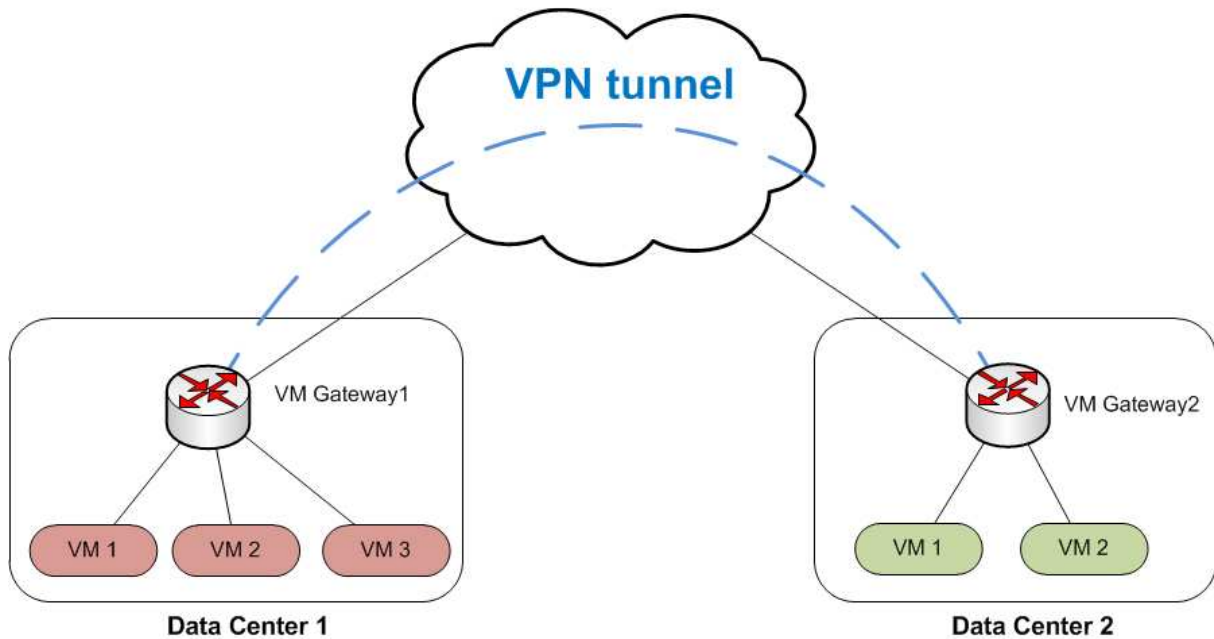 VPN tunnel
VM Gateway1
VM Gateway2
VM 1
VM 2
VM 3
VM 1
VM 2
Data Center 1
Data Center 2